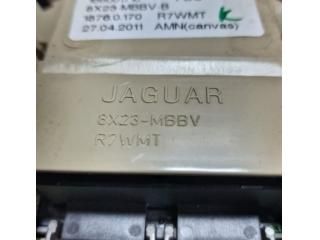 8X23-MBBV-B
1876.0.170 R7WMT
27.04.2011 AMN(canvas)
JAGUAR
8X23-MBBV
R7WMT